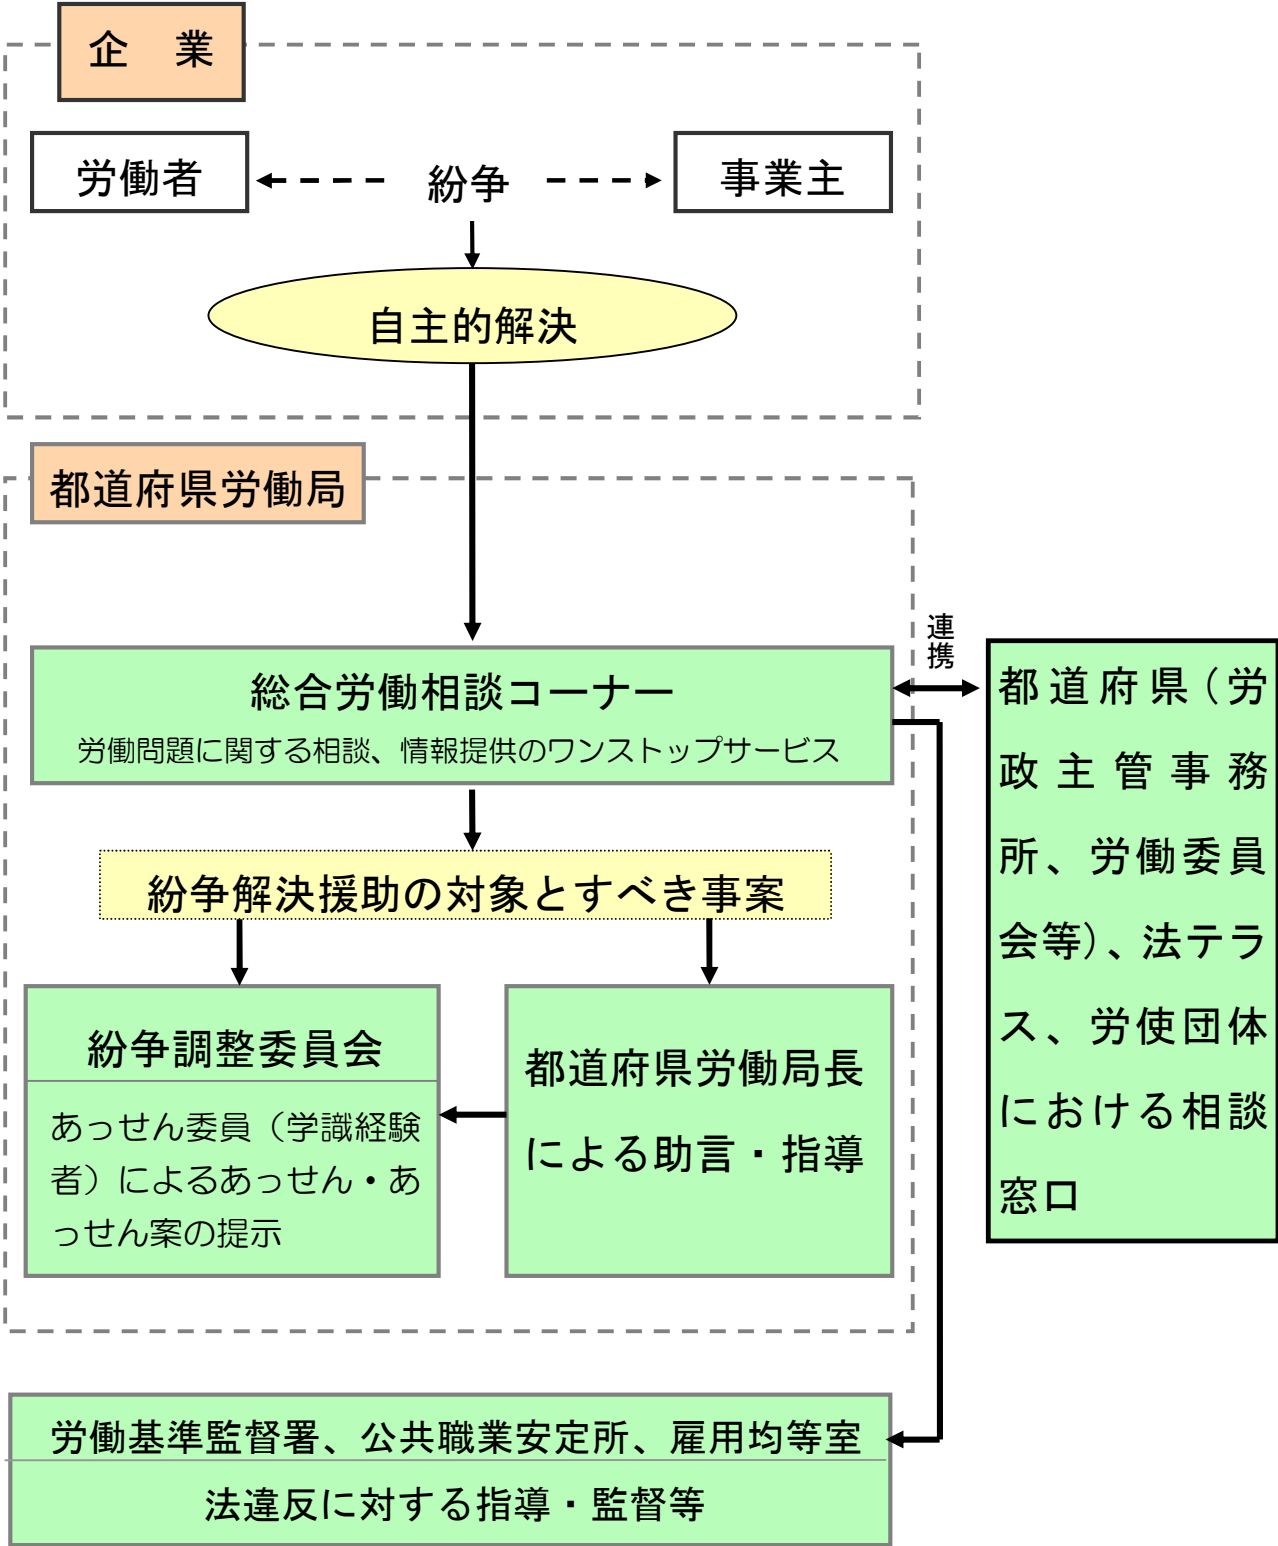 企　業
労働者
紛争
事業主
自主的解決
都道府県労働局
連携
総合労働相談コーナー
労働問題に関する相談、情報提供のワンストップサービス
都道府県（労
政主管事務
所、労働委員
会等）、法テラ
ス、労使団体
における相談
窓口
紛争解決援助の対象とすべき事案
紛争調整委員会
あっせん委員（学識経験
者）によるあっせん・あ
っせん案の提示
都道府県労働局長
による助言・指導
労働基準監督署、公共職業安定所、雇用均等室
法違反に対する指導・監督等